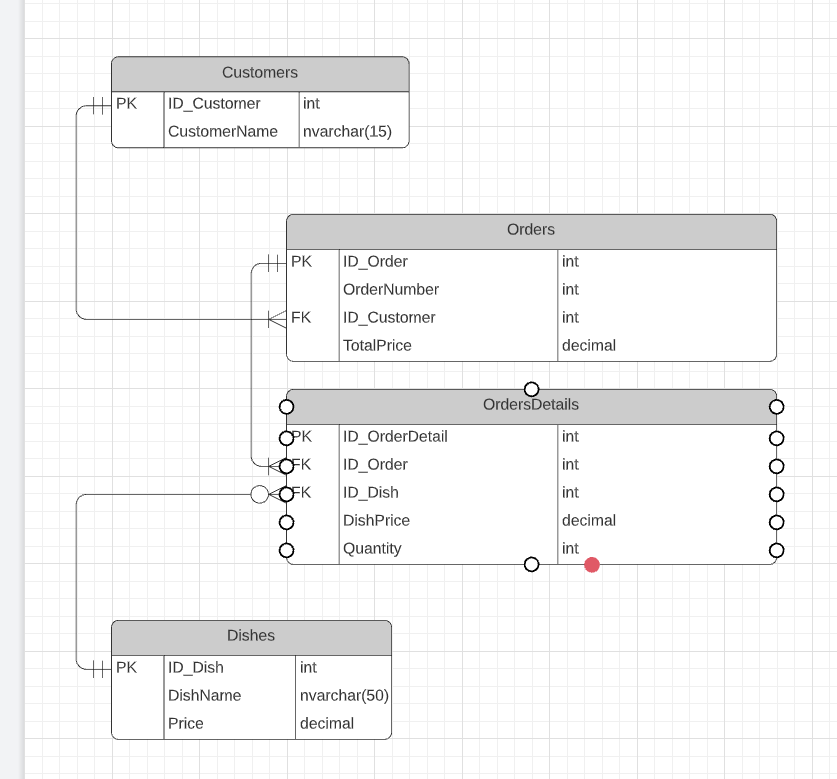 Customers
PK ID_Customer int
CustomerName nvarchar(15)
Orders
PK ID_Order int
OrderNumber int
FK ID_Customer int
TotalPrice decimal
OrdersDetails
PK ID_OrderDetail int
FK ID_Order int
FK ID_Dish int
DishPrice decimal
Quantity int
Dishes
PK ID_Dish int
DishName nvarchar(50)
Price decimal